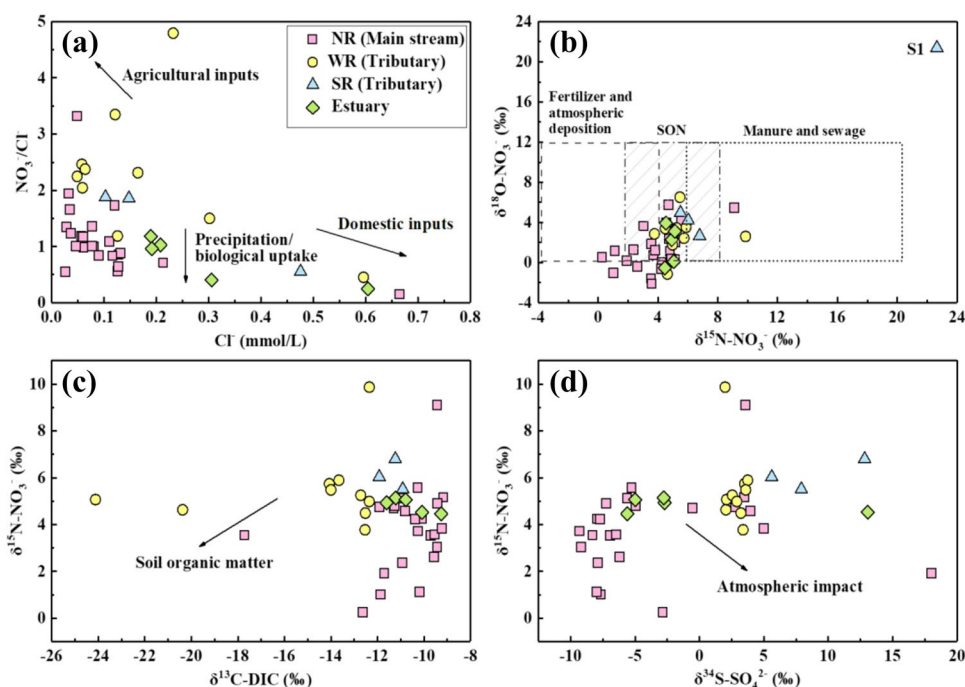 (a)
NR (Main stream)
WR (Tributary)
SR (Tributary)
Estuary
Agricultural inputs
Precipitation/
biological uptake
Domestic inputs
NO₃⁻/Cl⁻
5
4
3
2
1
0
0.0 0.1 0.2 0.3 0.4 0.5 0.6 0.7 0.8
Cl⁻ (mmol/L)
(b)
S1
Fertilizer and
atmospheric
deposition
SON
Manure and sewage
δ¹⁸O-NO₃⁻ (‰)
24
20
16
12
8
4
0
-4
-4 0 4 8 12 16 20 24
δ¹⁵N-NO₃⁻ (‰)
(c)
Soil organic matter
δ¹⁵N-NO₃⁻ (‰)
10
8
6
4
2
0
-26 -24 -22 -20 -18 -16 -14 -12 -10 -8
δ¹³C-DIC (‰)
(d)
Atmospheric impact
δ¹⁵N-NO₃⁻ (‰)
10
8
6
4
2
0
-10 -5 0 5 10 15 20
δ³⁴S-SO₄²⁻ (‰)